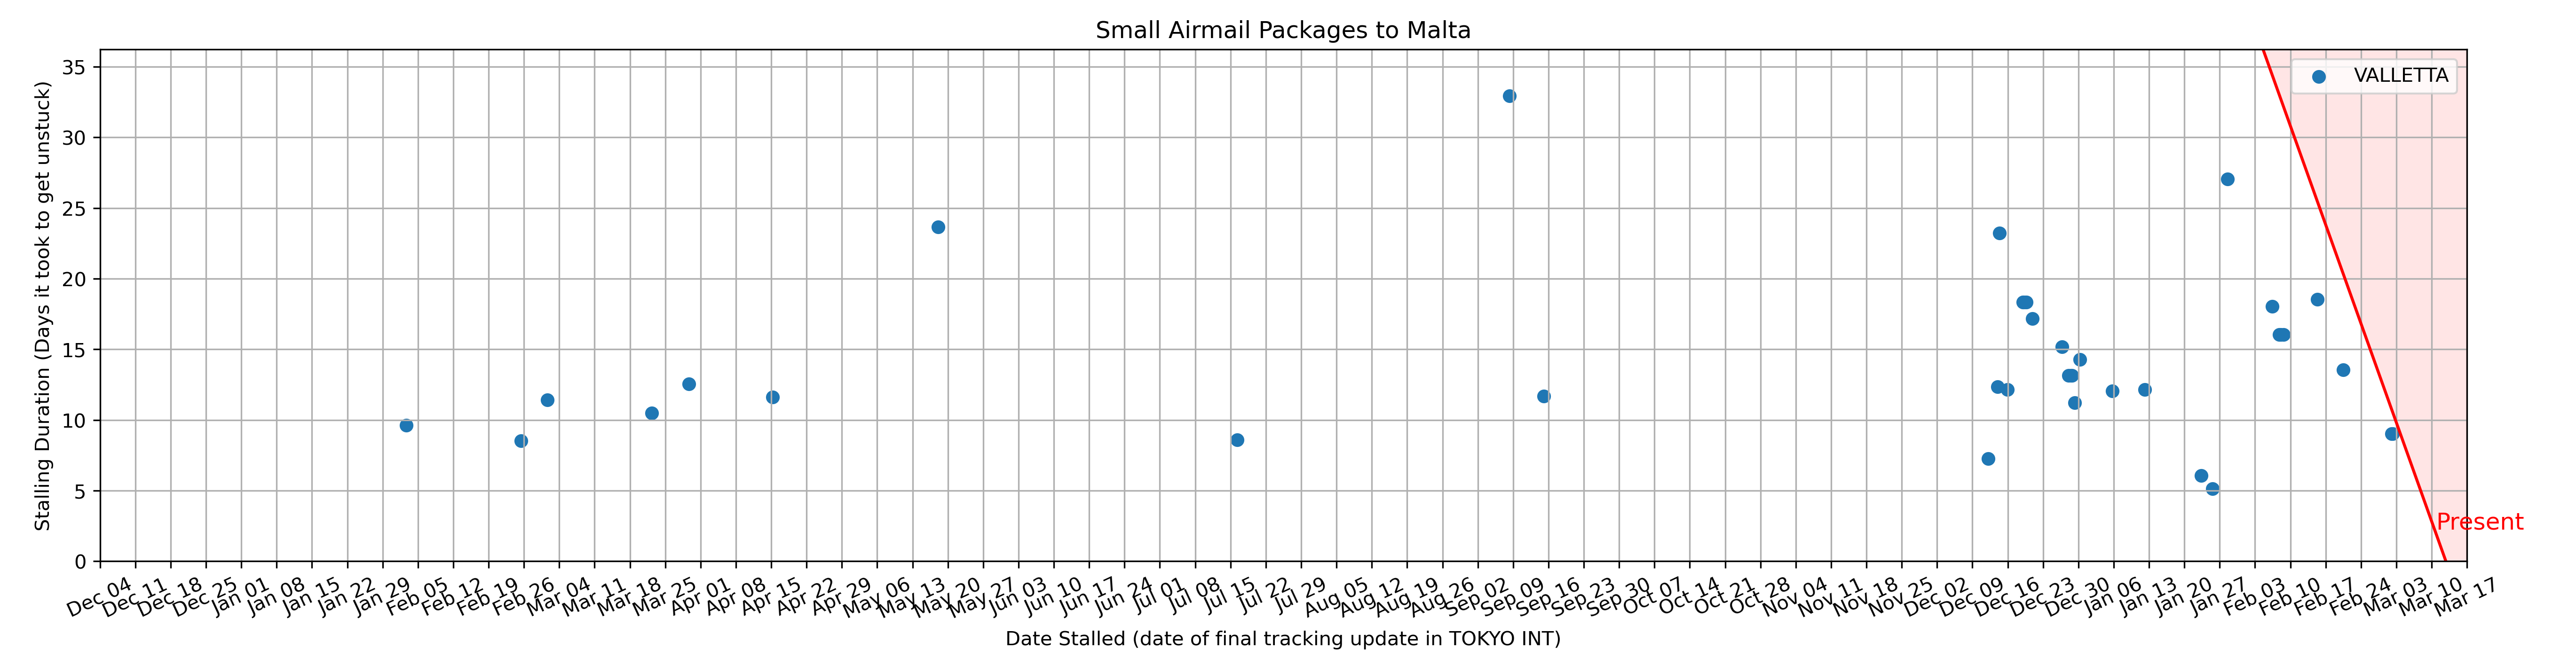 Small Airmail Packages to Malta
Stalling Duration (Days it took to get unstuck)
35
30
25
20
15
10
5
0
VALLETTA
Present
Dec 04
Dec 11
Dec 18
Dec 25
Jan 01
Jan 08
Jan 15
Jan 22
Jan 29
Feb 05
Feb 12
Feb 19
Feb 26
Mar 04
Mar 11
Mar 18
Mar 25
Apr 01
Apr 08
Apr 15
Apr 22
Apr 29
May 06
May 13
May 20
May 27
Jun 03
Jun 10
Jun 17
Jun 24
Jul 01
Jul 08
Jul 15
Jul 22
Jul 29
Aug 05
Aug 12
Aug 19
Aug 26
Sep 02
Sep 09
Sep 16
Sep 23
Sep 30
Oct 07
Oct 14
Oct 21
Oct 28
Nov 04
Nov 11
Nov 18
Nov 25
Dec 02
Dec 09
Dec 16
Dec 23
Dec 30
Jan 06
Jan 13
Jan 20
Jan 27
Feb 03
Feb 10
Feb 17
Feb 24
Mar 03
Mar 10
Mar 17
Date Stalled (date of final tracking update in TOKYO INT)